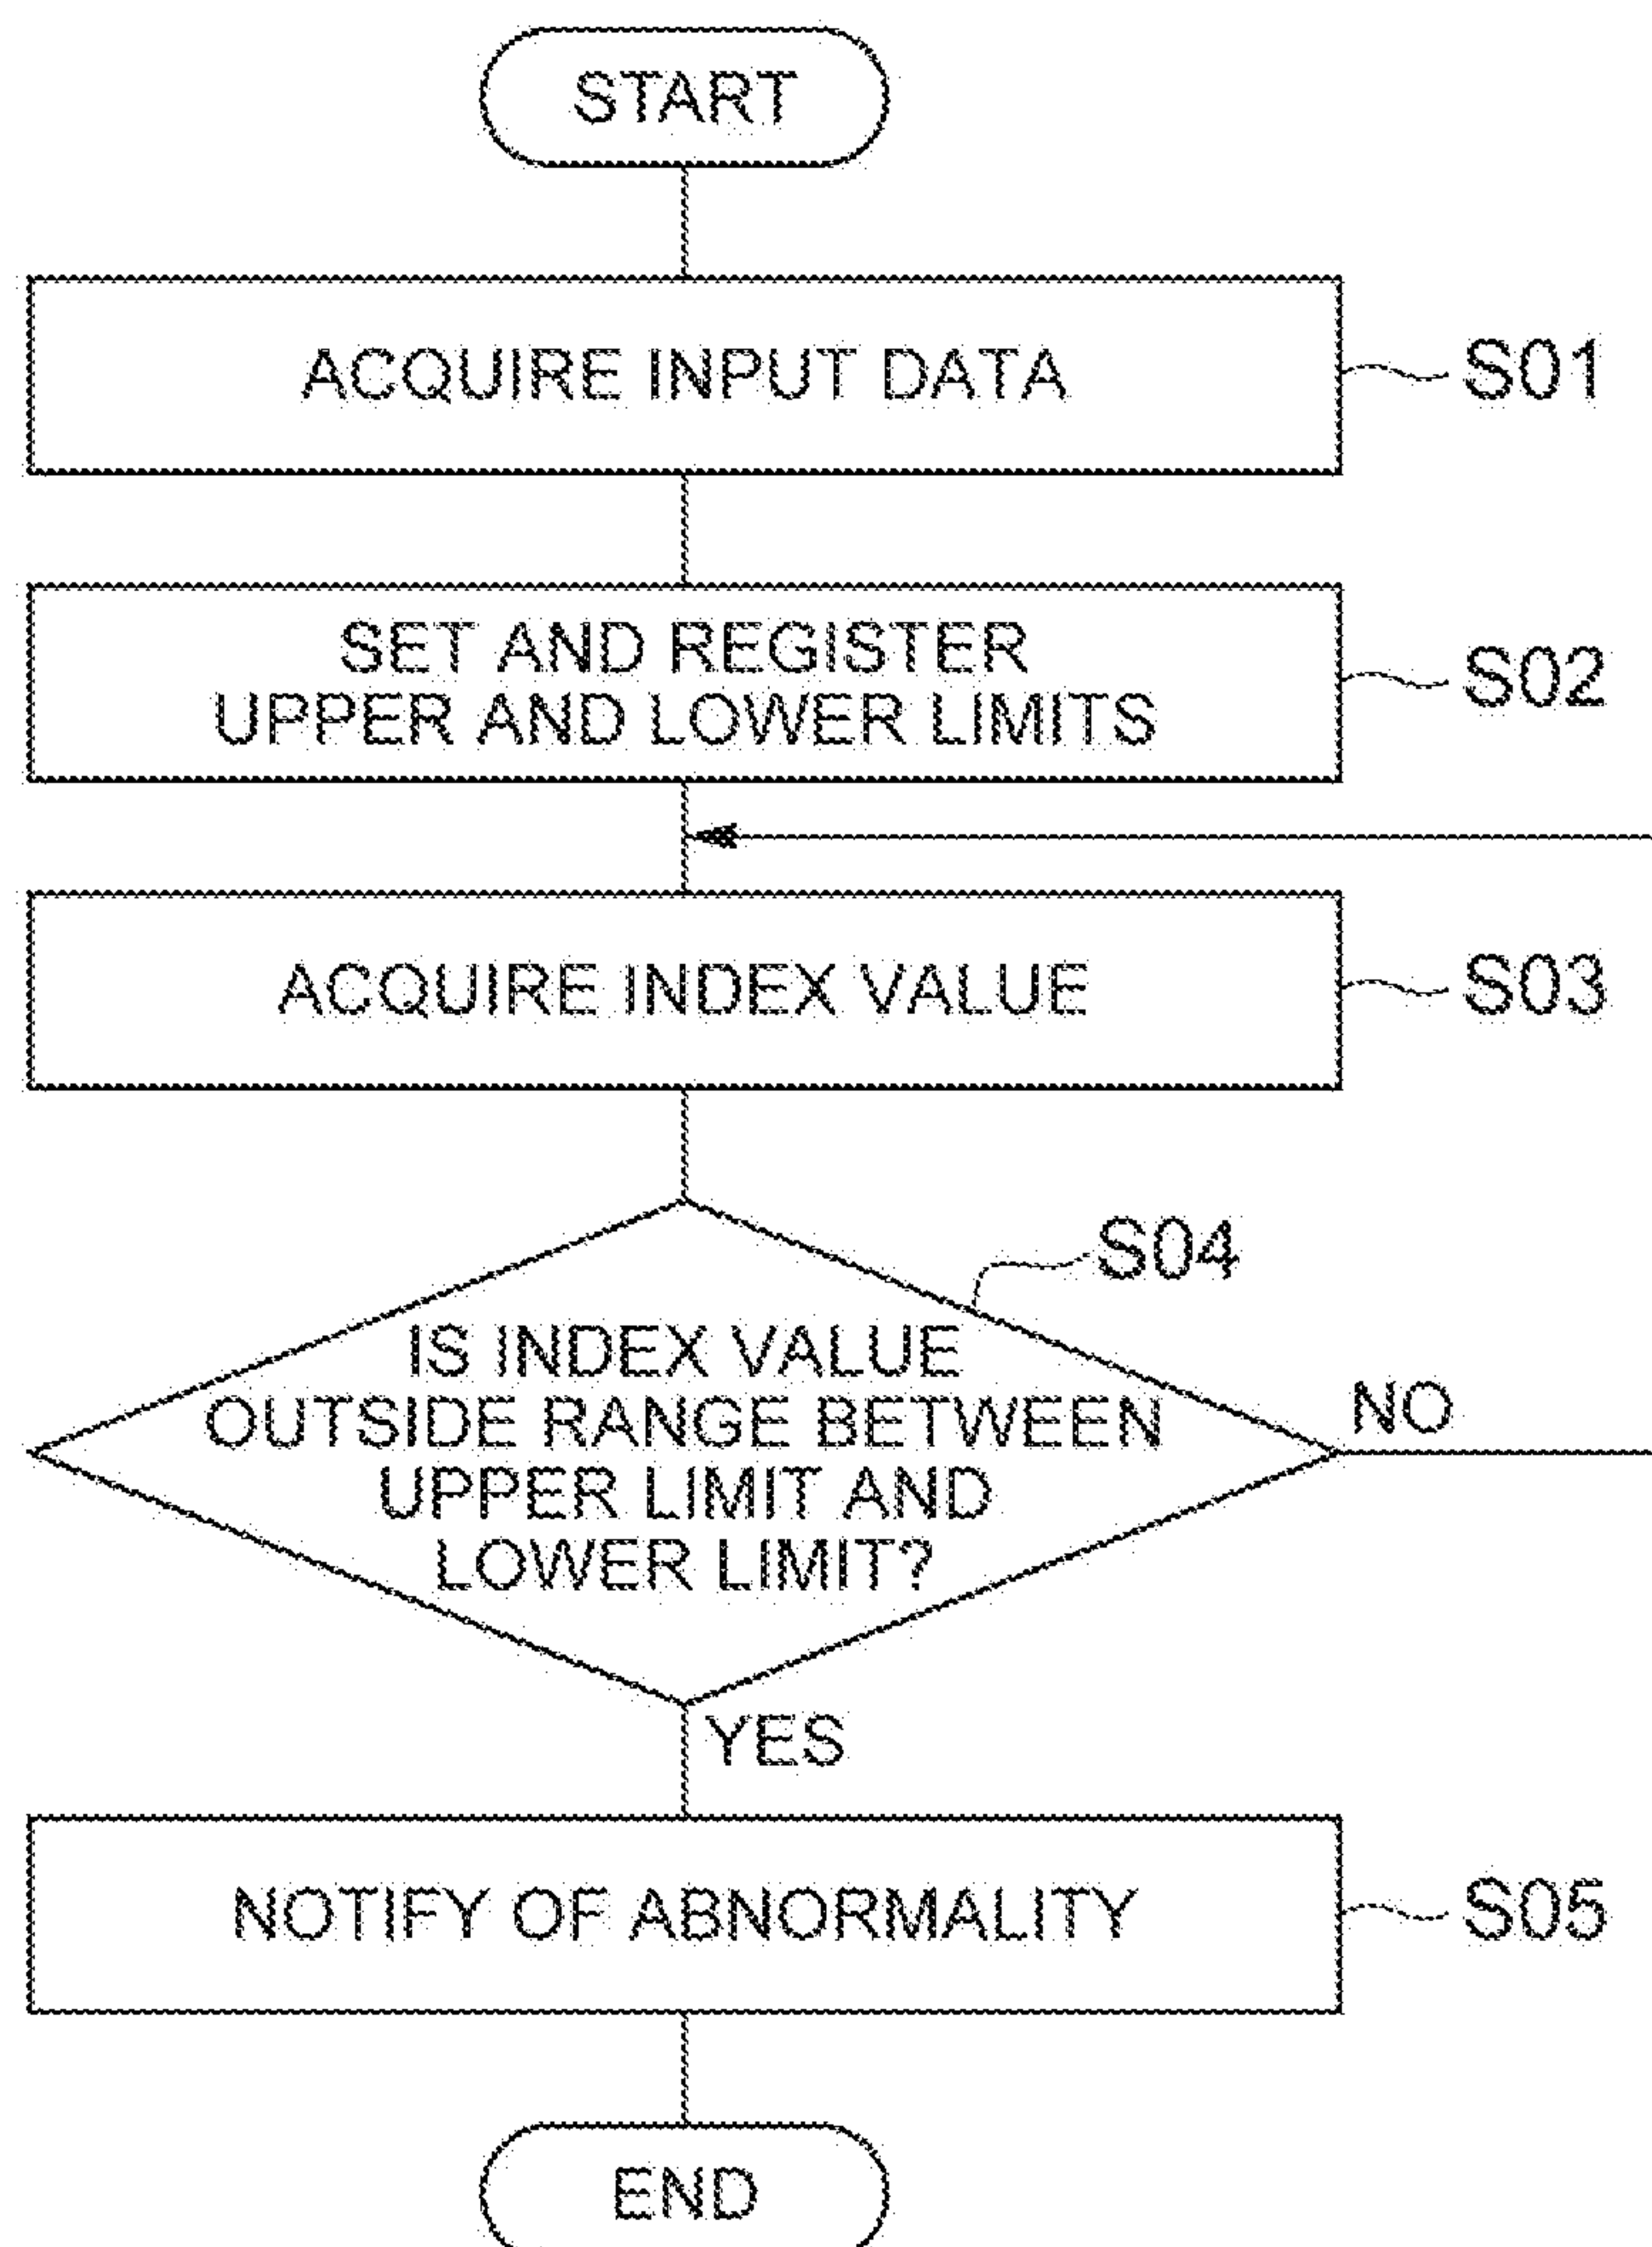 START
ACQUIRE INPUT DATA
S01
SET AND REGISTER
UPPER AND LOWER LIMITS
S02
ACQUIRE INDEX VALUE
S03
S04
IS INDEX VALUE
OUTSIDE RANGE BETWEEN
UPPER LIMIT AND
LOWER LIMIT?
NO
YES
NOTIFY OF ABNORMALITY
S05
END